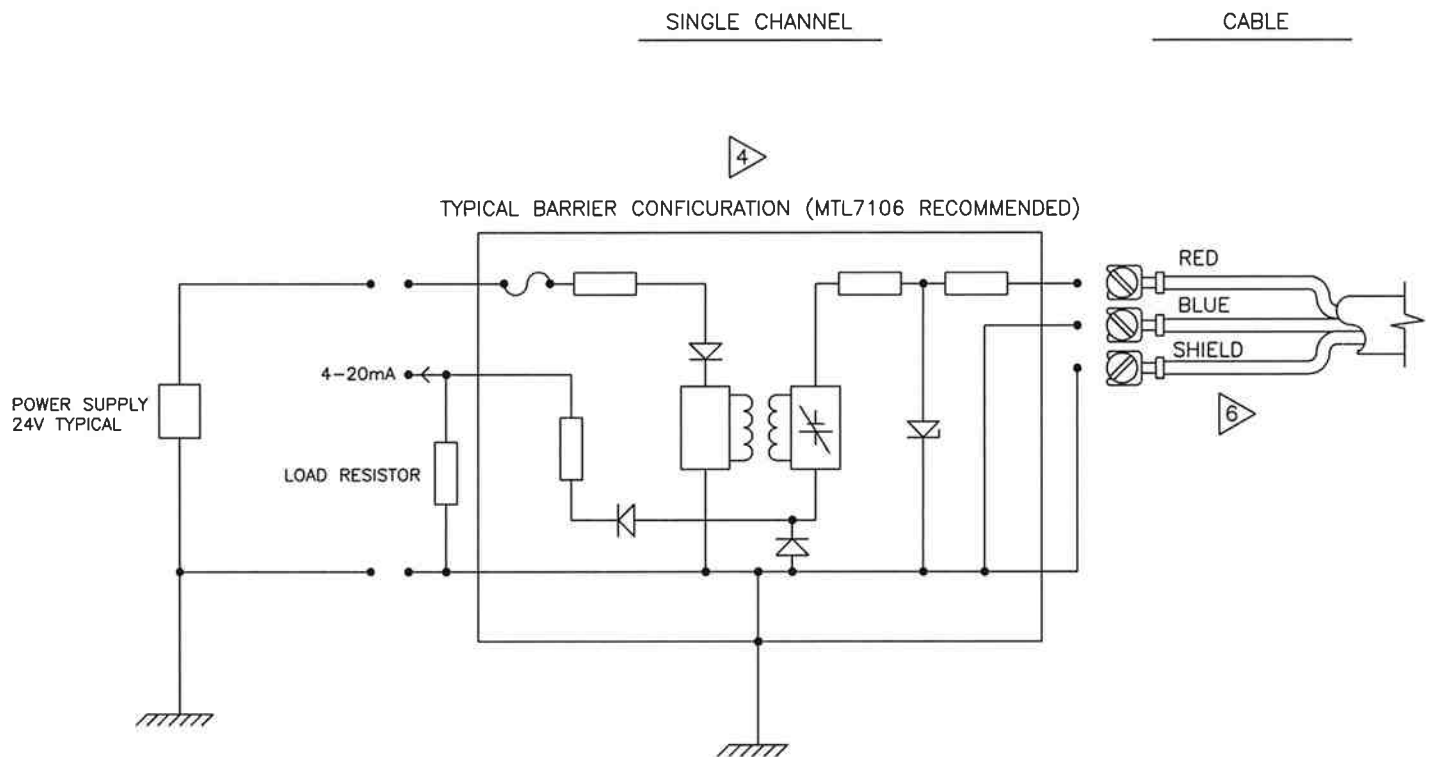 SINGLE CHANNEL
CABLE
4
TYPICAL BARRIER CONFICURATION (MTL7106 RECOMMENDED)
RED
BLUE
SHIELD
6
4-20mA
POWER SUPPLY
24V TYPICAL
LOAD RESISTOR